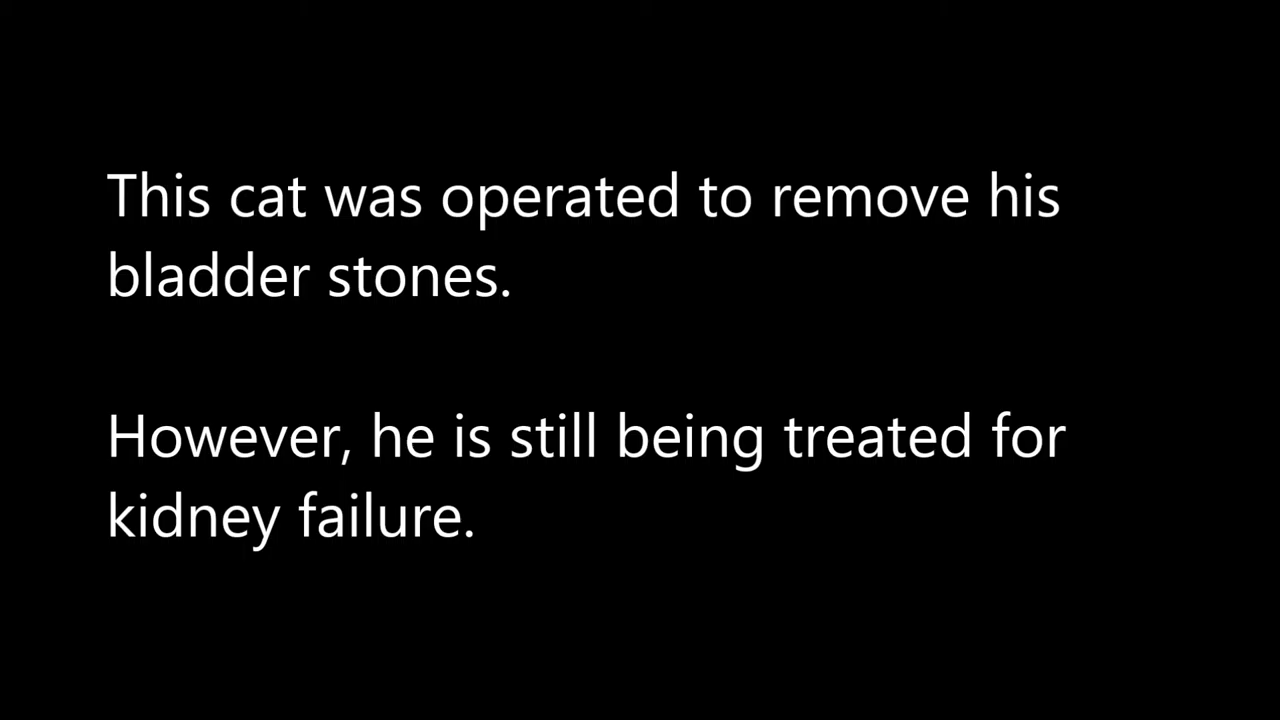 This cat was operated to remove his
bladder stones.
However, he is still being treated for
kidney failure.